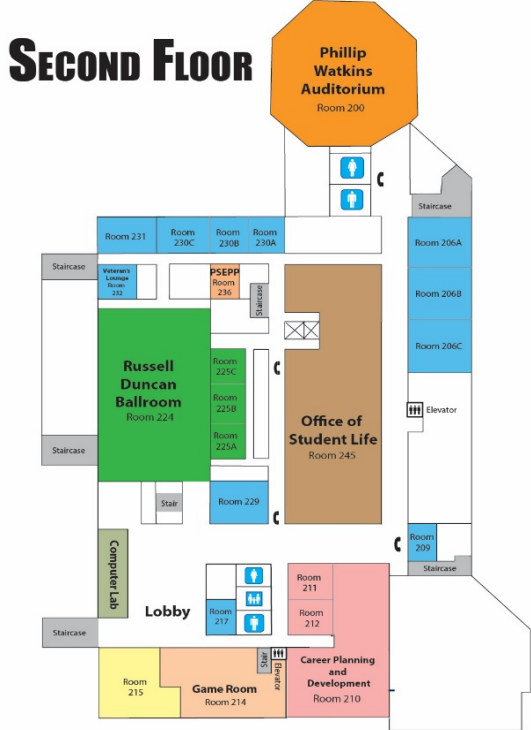 SECOND FLOOR
Phillip
Watkins
Auditorium
Room 200
Staircase
Room 231
Room
230C
Room
230B
Room
230A
Room 206A
Staircase
Veteran's
Lounge
Room
232
PSEPP
Room
236
Staircase
Room 206B
Room 206C
Russell
Duncan
Ballroom
Room 224
Room
225C
Room
225B
Room
225A
Office of
Student Life
Room 245
Elevator
Staircase
Stair
Room 229
Room
209
Staircase
Computer Lab
Lobby
Room
217
Room
211
Room
212
Staircase
Room
215
Game Room
Room 214
Stair
Elevator
Career Planning
and
Development
Room 210